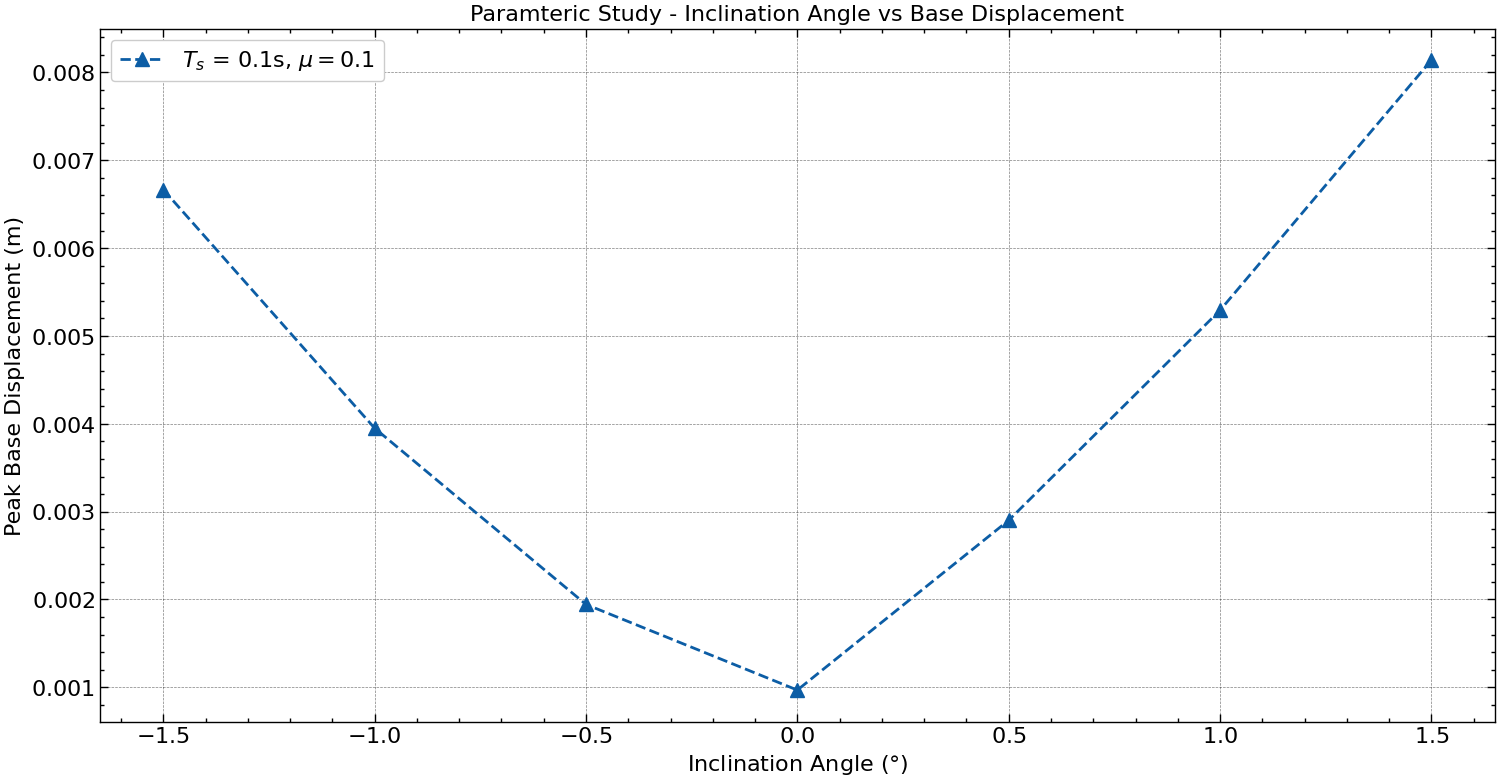 Paramteric Study - Inclination Angle vs Base Displacement
T_s = 0.1s, μ = 0.1
Peak Base Displacement (m)
0.008
0.007
0.006
0.005
0.004
0.003
0.002
0.001
−1.5 −1.0 −0.5 0.0 0.5 1.0 1.5
Inclination Angle (°)